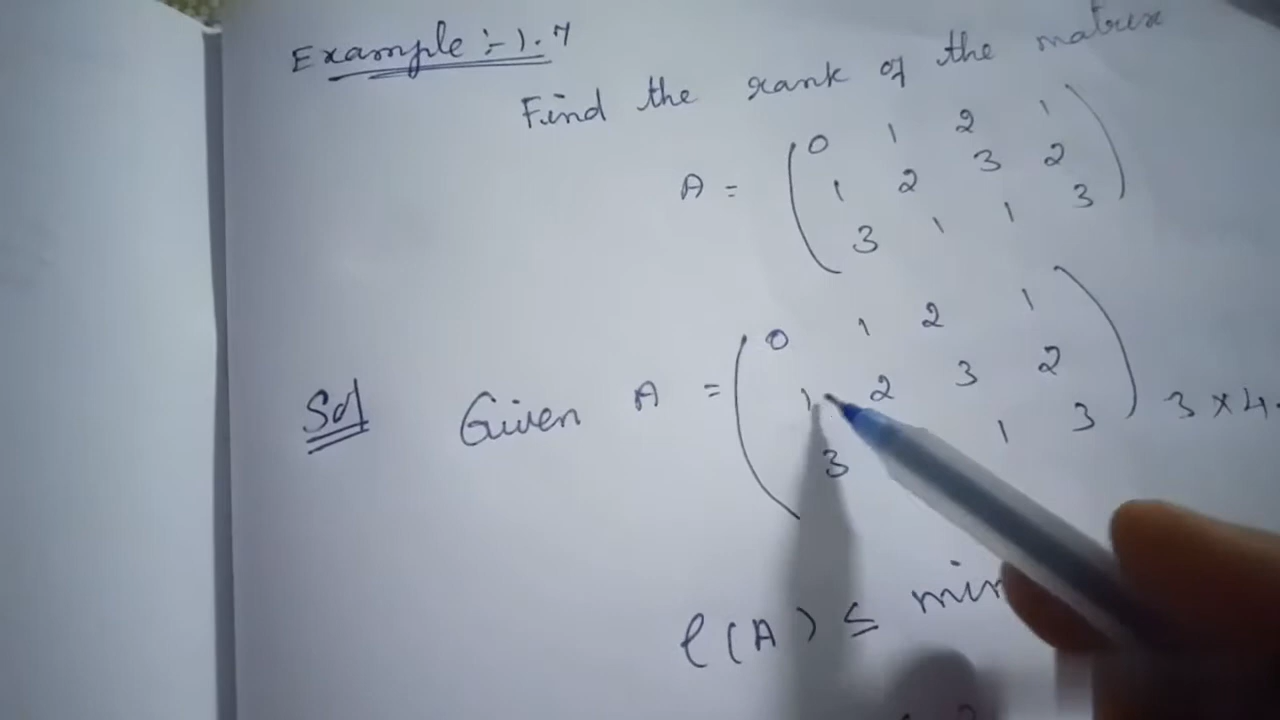 Example :- 1.7
Find the rank of the matrix
A = ( 0 1 2 1
1 2 3 2
3 1 1 3 )
Sol Given A = ( 0 1 2 1
1 2 3 2
3 1 3 ) 3 × 4.
ρ(A) ≤ min